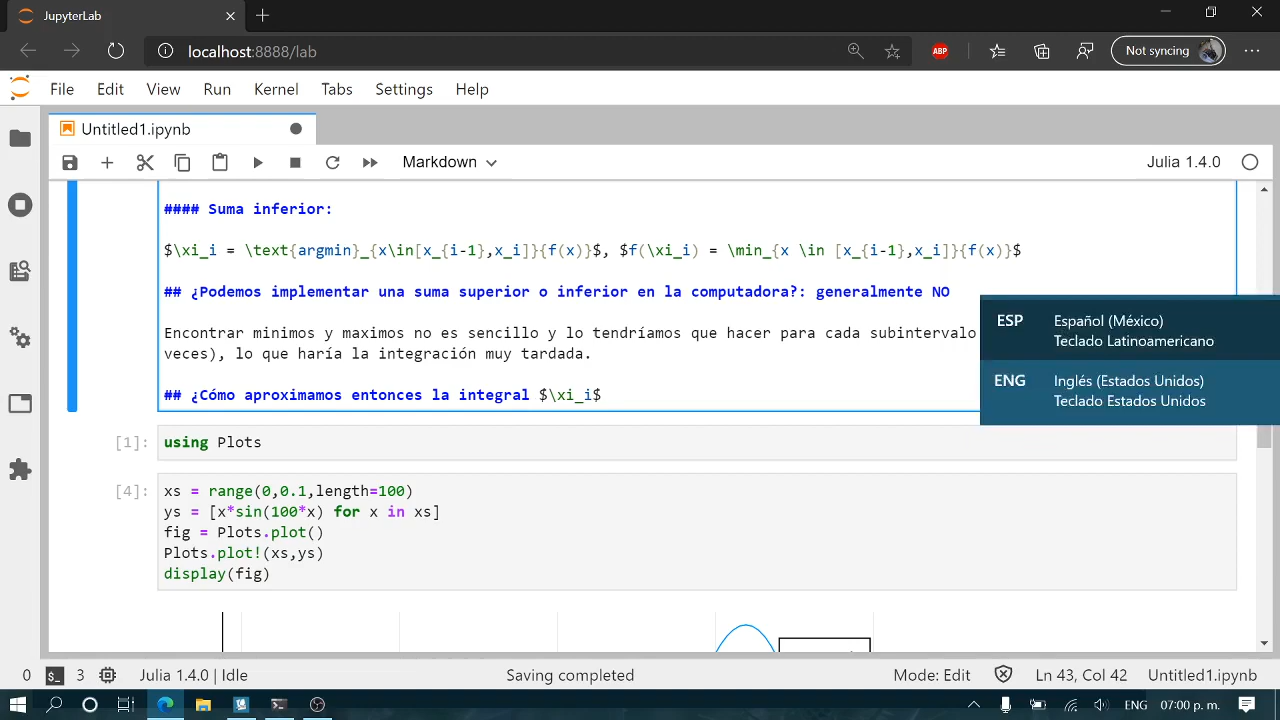 JupyterLab
localhost:8888/lab
ABP
Not syncing
File Edit View Run Kernel Tabs Settings Help
Untitled1.ipynb
Markdown
Julia 1.4.0
#### Suma inferior:
$\xi_i = \text{argmin}_{x\in[x_{i-1},x_i]}{f(x)}$, $f(\xi_i) = \min_{x \in [x_{i-1},x_i]}{f(x)}$
## ¿Podemos implementar una suma superior o inferior en la computadora?: generalmente NO
Encontrar minimos y maximos no es sencillo y lo tendríamos que hacer para cada subintervalo
veces), lo que haría la integración muy tardada.
## ¿Cómo aproximamos entonces la integral $\xi_i$
ESP Español (México)
Teclado Latinoamericano
ENG Inglés (Estados Unidos)
Teclado Estados Unidos
[1]: using Plots
[4]: xs = range(0,0.1,length=100)
ys = [x*sin(100*x) for x in xs]
fig = Plots.plot()
Plots.plot!(xs,ys)
display(fig)
0 3 Julia 1.4.0 | Idle Saving completed Mode: Edit Ln 43, Col 42 Untitled1.ipynb
ENG 07:00 p. m.